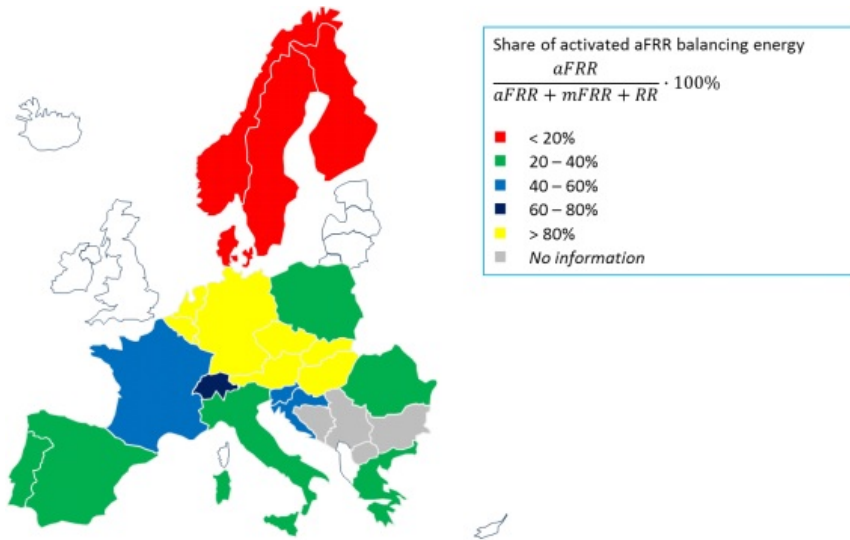 Share of activated aFRR balancing energy
aFRR
aFRR + mFRR + RR
· 100%
< 20%
20 – 40%
40 – 60%
60 – 80%
> 80%
No information